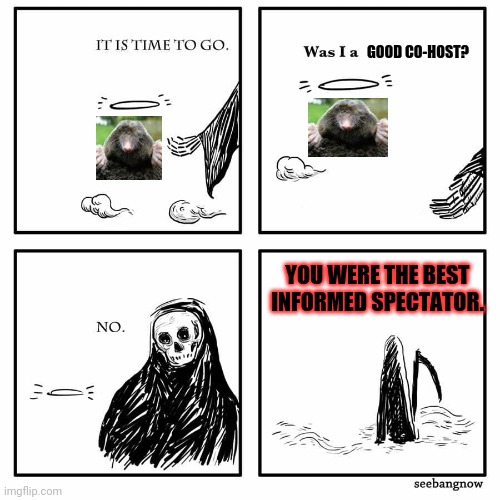 IT IS TIME TO GO.
Was I a GOOD CO-HOST?
NO.
YOU WERE THE BEST
INFORMED SPECTATOR.
seebangnow
imgflip.com